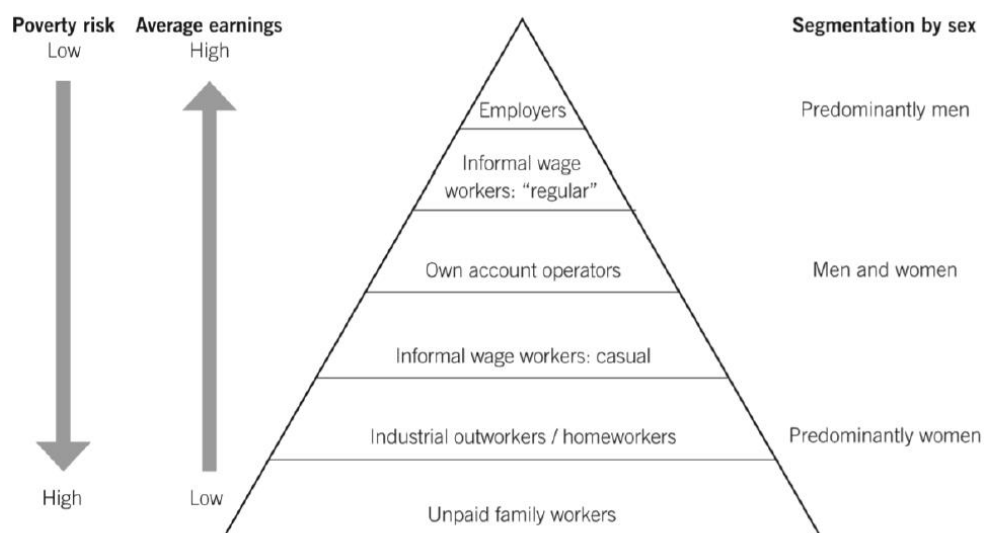 Poverty risk
Low
Average earnings
High
Segmentation by sex
Employers
Predominantly men
Informal wage
workers: “regular”
Own account operators
Men and women
Informal wage workers: casual
Industrial outworkers / homeworkers
Predominantly women
High
Low
Unpaid family workers